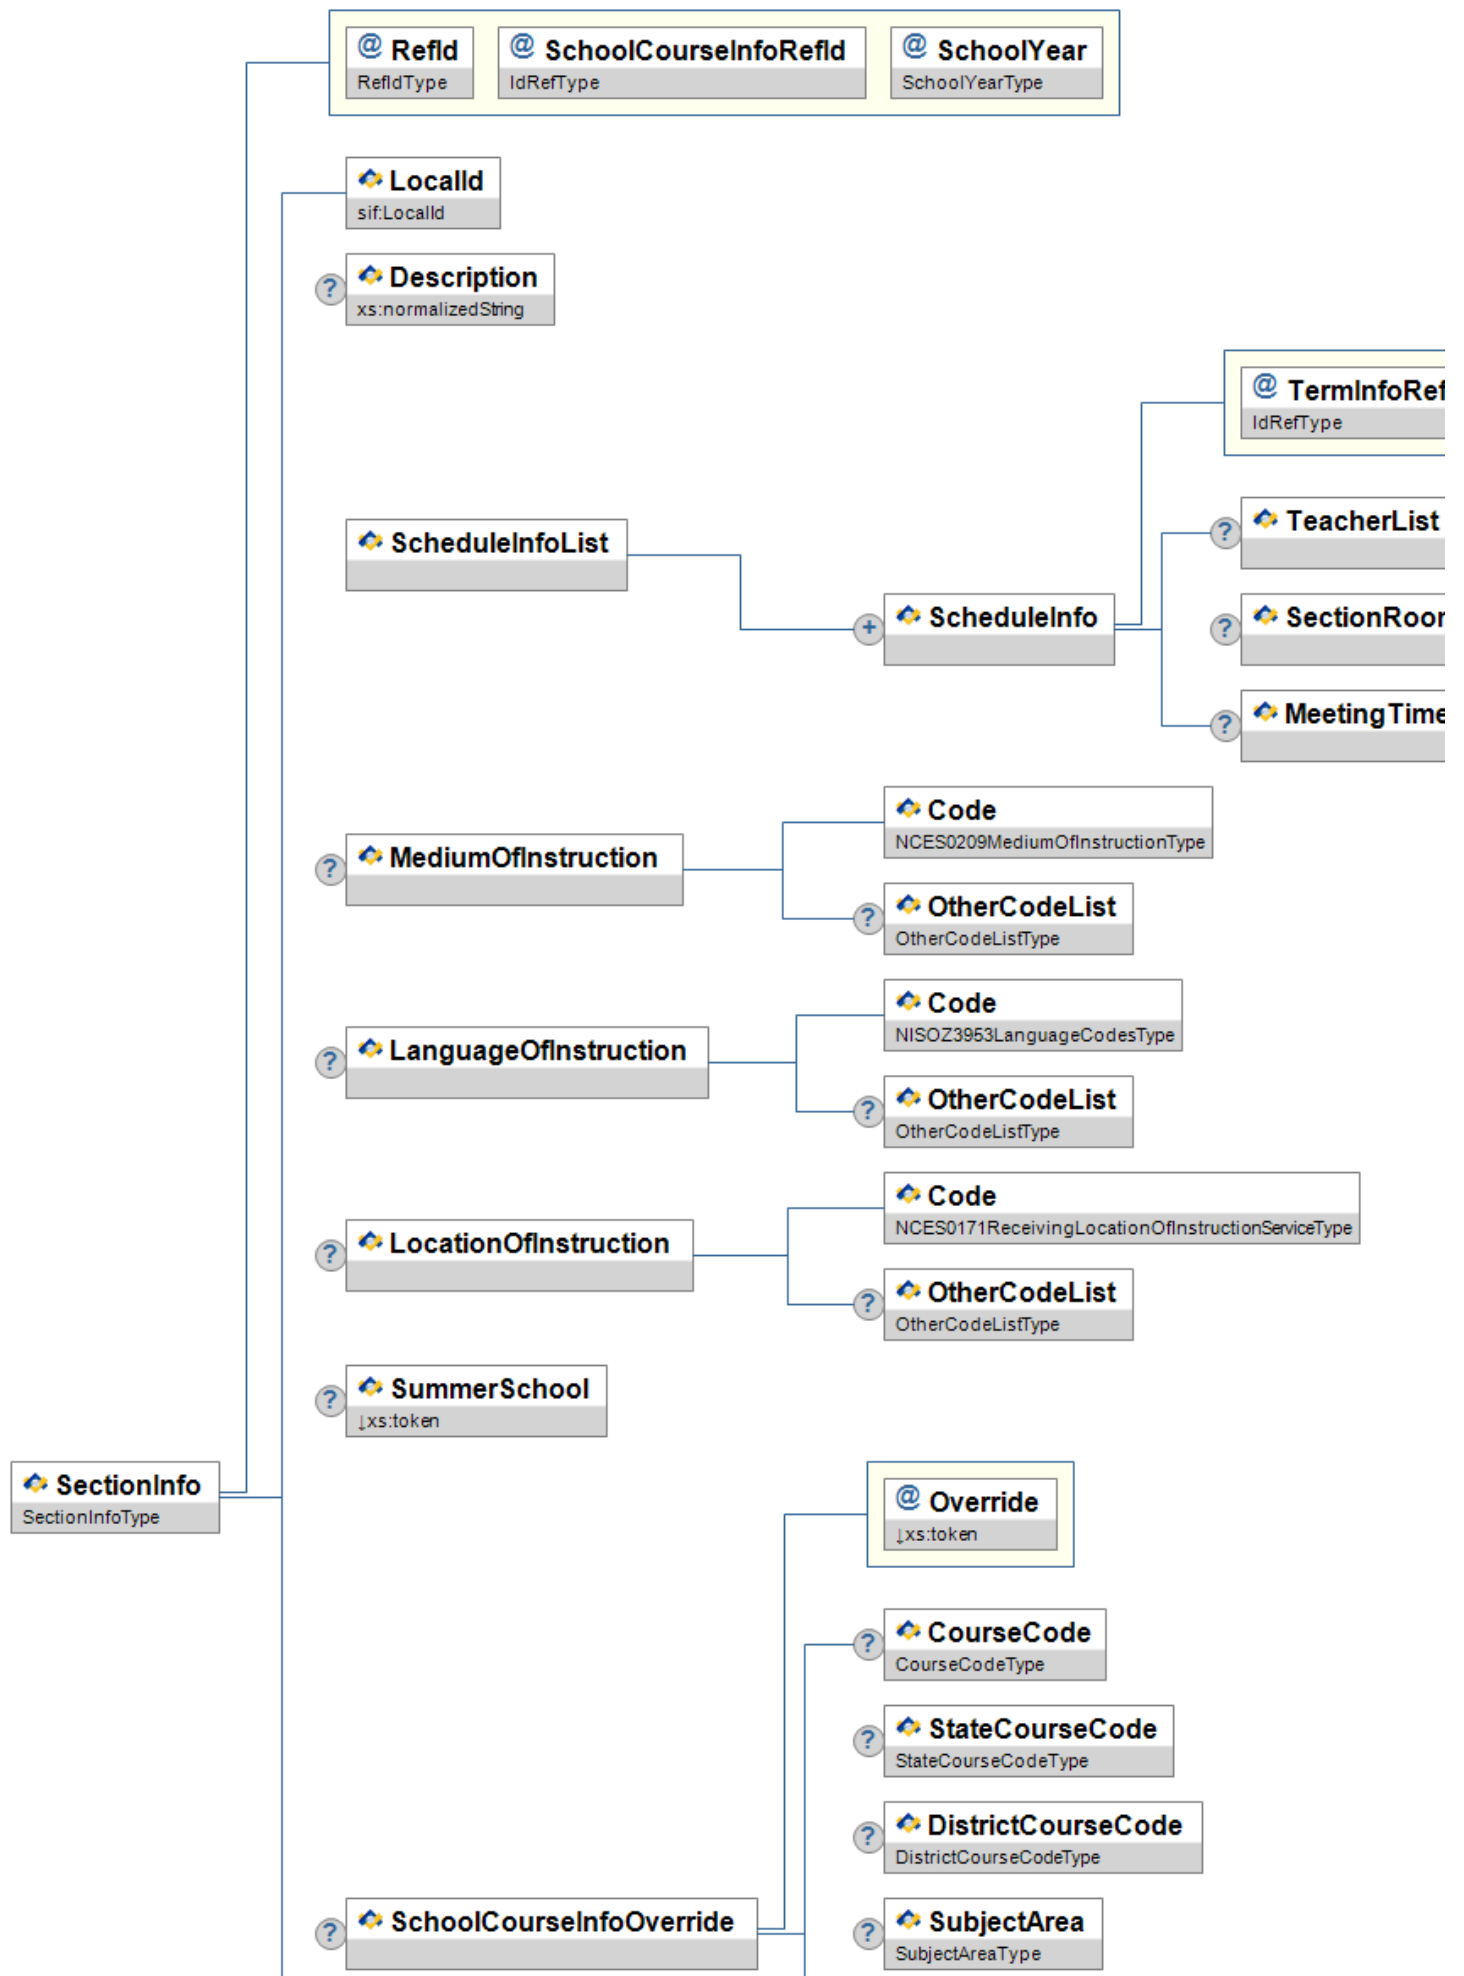 @ RefId
RefIdType
@ SchoolCourseInfoRefId
IdRefType
@ SchoolYear
SchoolYearType
LocalId
sif:LocalId
? Description
xs:normalizedString
@ TermInfoRef
IdRefType
ScheduleInfoList
? TeacherList
+ ScheduleInfo
? SectionRoom
? MeetingTime
? MediumOfInstruction
Code
NCES0209MediumOfInstructionType
? OtherCodeList
OtherCodeListType
? LanguageOfInstruction
Code
NISOZ3953LanguageCodesType
? OtherCodeList
OtherCodeListType
? LocationOfInstruction
Code
NCES0171ReceivingLocationOfInstructionServiceType
? OtherCodeList
OtherCodeListType
? SummerSchool
↓xs:token
SectionInfo
SectionInfoType
@ Override
↓xs:token
? CourseCode
CourseCodeType
? StateCourseCode
StateCourseCodeType
? DistrictCourseCode
DistrictCourseCodeType
? SchoolCourseInfoOverride
? SubjectArea
SubjectAreaType